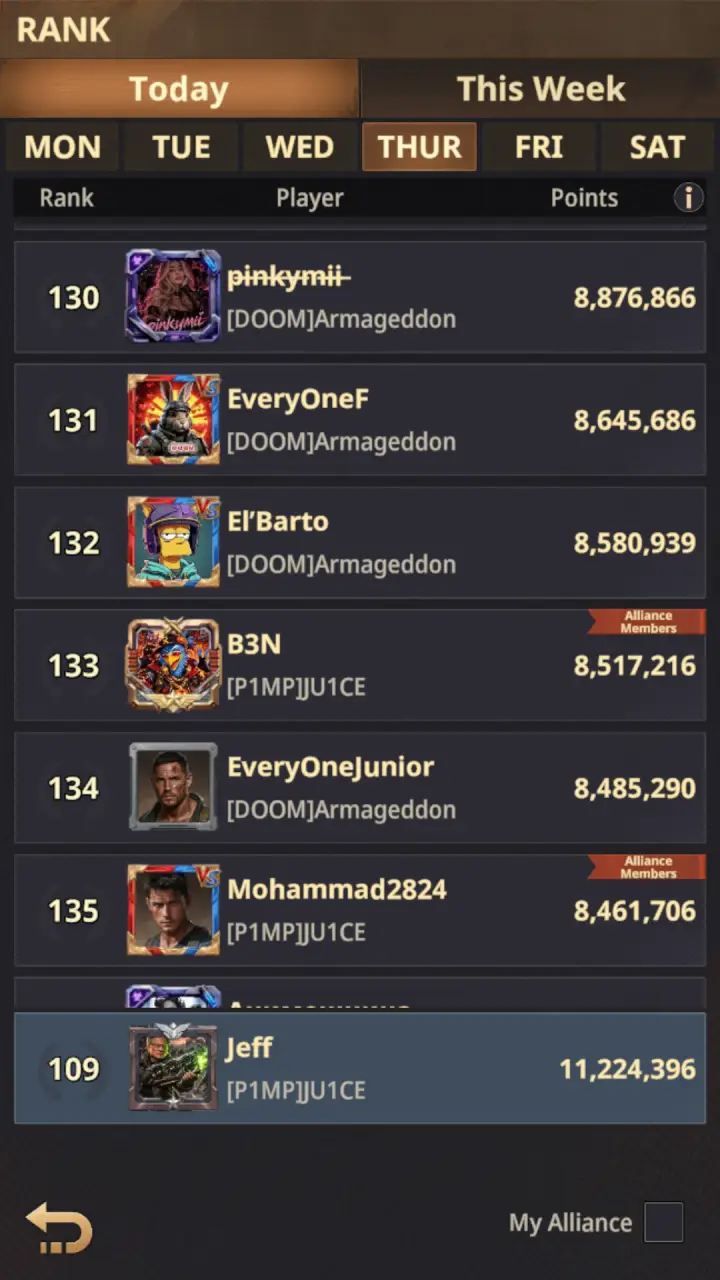 RANK
Today
This Week
MON TUE WED THUR FRI SAT
Rank Player Points
130
pinkymii
[DOOM]Armageddon
8,876,866
131
EveryOneF
[DOOM]Armageddon
8,645,686
132
El’Barto
[DOOM]Armageddon
8,580,939
Alliance
Members
133
B3N
[P1MP]JU1CE
8,517,216
134
EveryOneJunior
[DOOM]Armageddon
8,485,290
Alliance
Members
135
Mohammad2824
[P1MP]JU1CE
8,461,706
109
Jeff
[P1MP]JU1CE
11,224,396
My Alliance